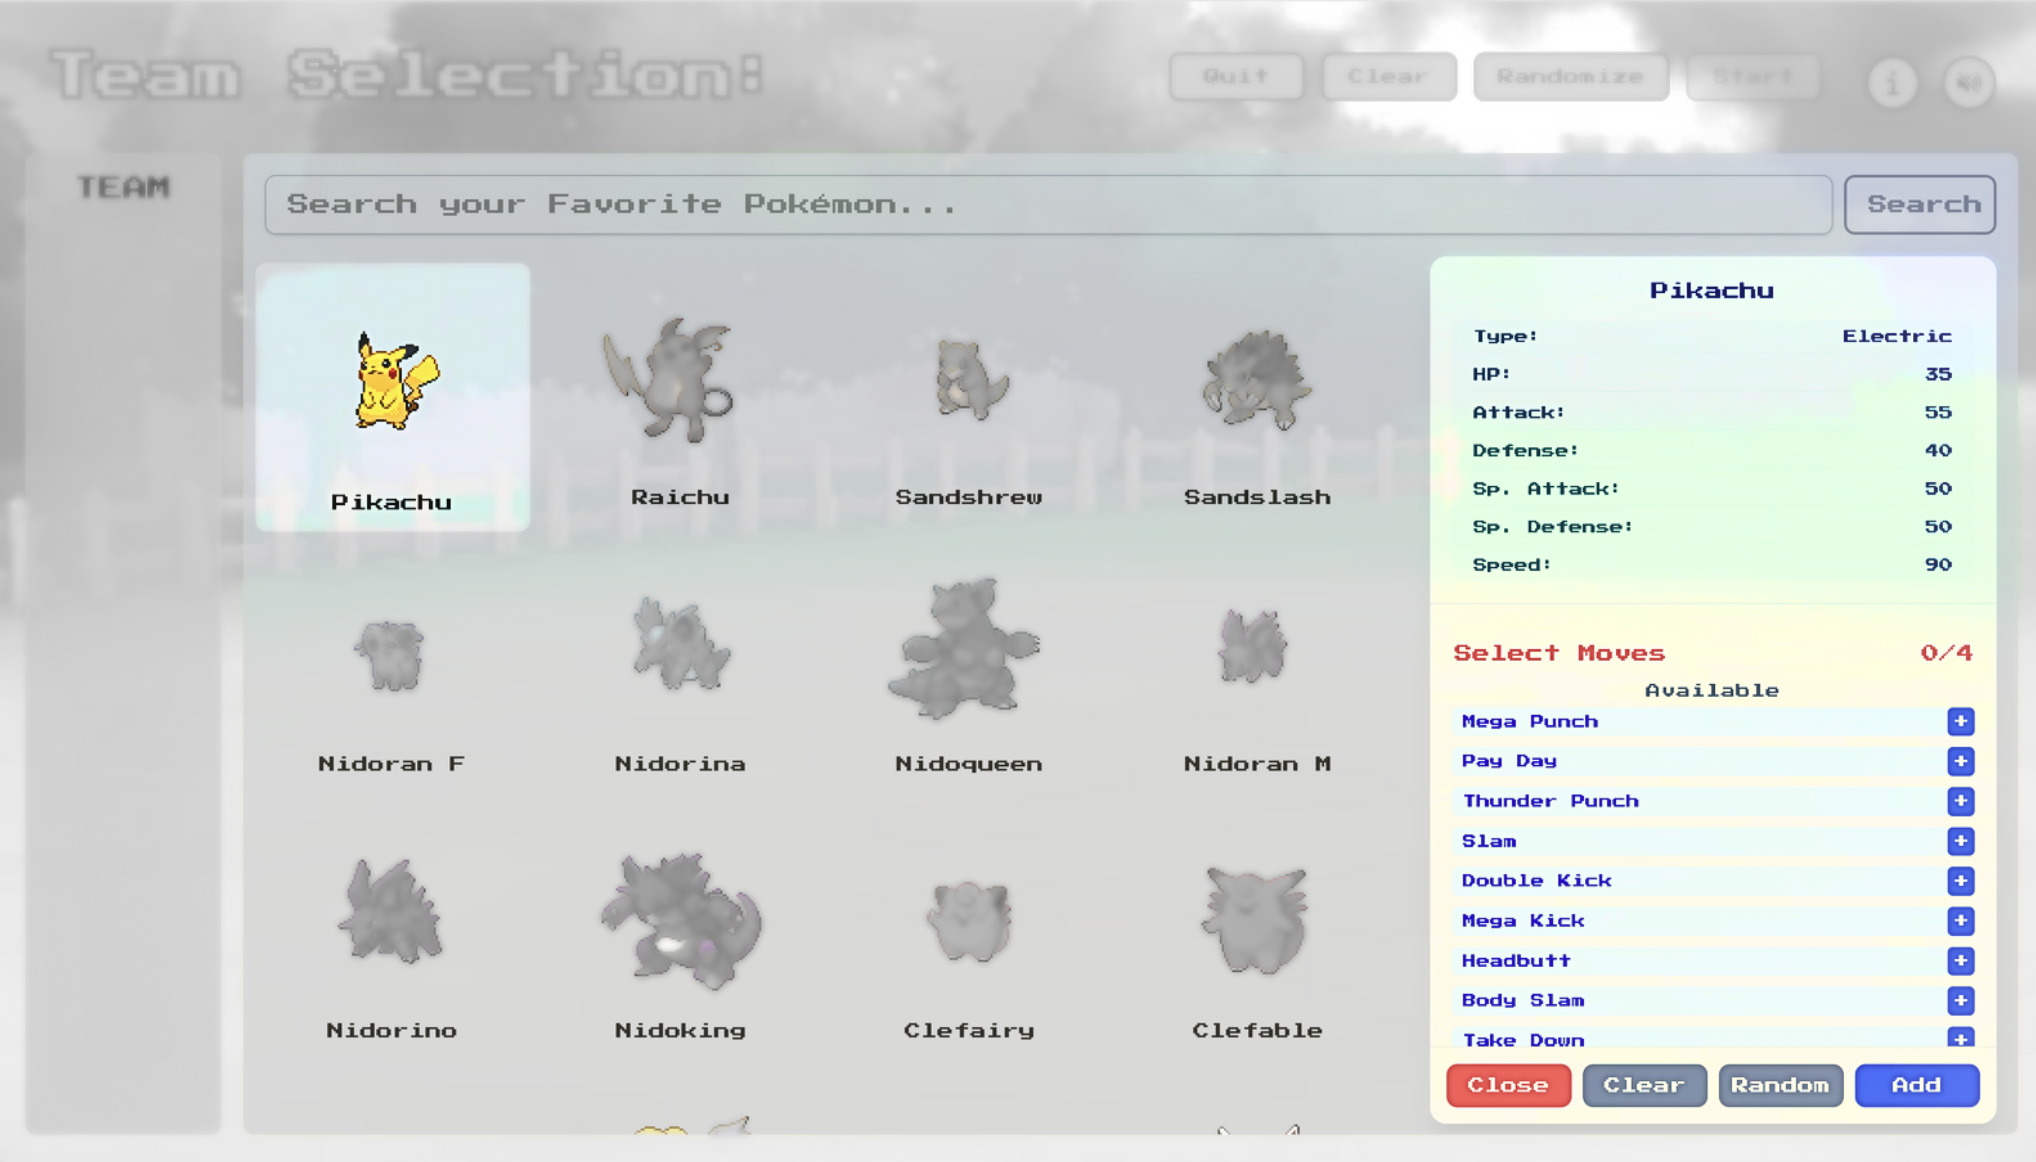 Team Selection:
Quit
Clear
Randomize
Start
i
TEAM
Search your Favorite Pokémon...
Search
Pikachu
Raichu
Sandshrew
Sandslash
Nidoran F
Nidorina
Nidoqueen
Nidoran M
Nidorino
Nidoking
Clefairy
Clefable
Pikachu
Type: Electric
HP: 35
Attack: 55
Defense: 40
Sp. Attack: 50
Sp. Defense: 50
Speed: 90
Select Moves 0/4
Available
Mega Punch +
Pay Day +
Thunder Punch +
Slam +
Double Kick +
Mega Kick +
Headbutt +
Body Slam +
Take Down +
Close
Clear
Random
Add